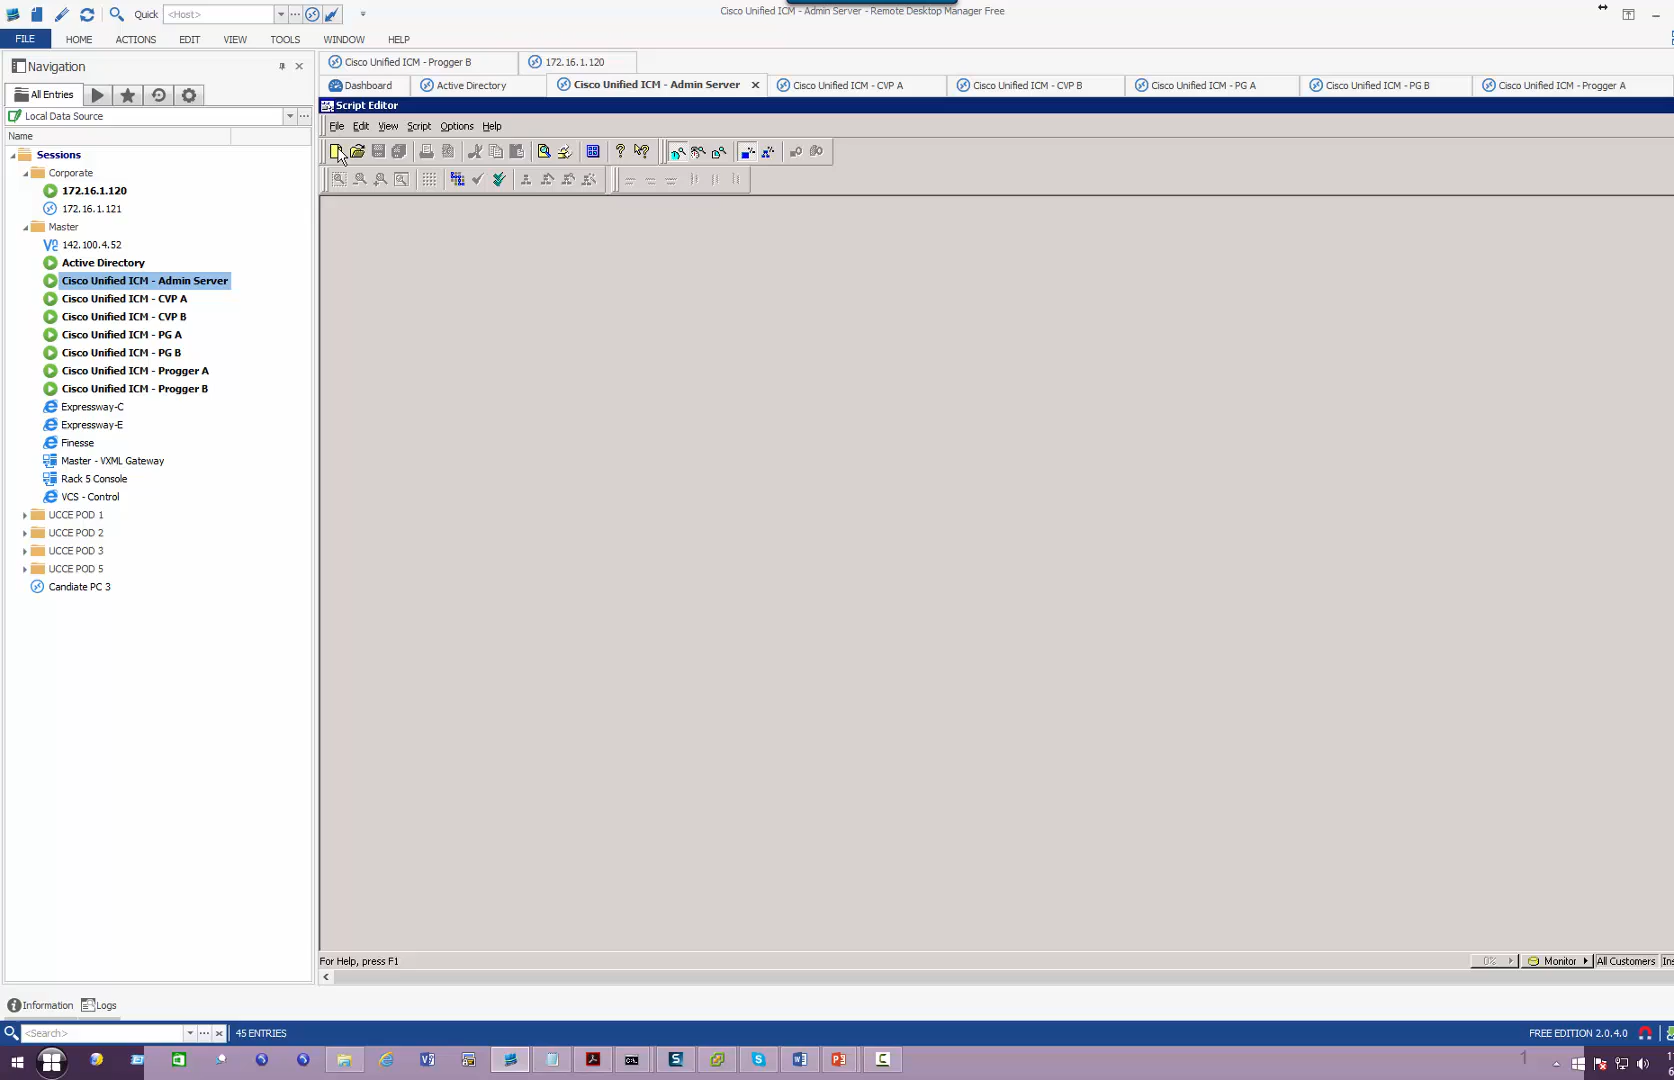 Quick <Host>
Cisco Unified ICM - Admin Server - Remote Desktop Manager Free
FILE HOME ACTIONS EDIT VIEW TOOLS WINDOW HELP
Navigation
All Entries
Local Data Source
Name
Sessions
Corporate
172.16.1.120
172.16.1.121
Master
142.100.4.52
Active Directory
Cisco Unified ICM - Admin Server
Cisco Unified ICM - CVP A
Cisco Unified ICM - CVP B
Cisco Unified ICM - PG A
Cisco Unified ICM - PG B
Cisco Unified ICM - Progger A
Cisco Unified ICM - Progger B
Expressway-C
Expressway-E
Finesse
Master - VXML Gateway
Rack 5 Console
VCS - Control
UCCE POD 1
UCCE POD 2
UCCE POD 3
UCCE POD 5
Candiate PC 3
Cisco Unified ICM - Progger B 172.16.1.120
Dashboard Active Directory Cisco Unified ICM - Admin Server Cisco Unified ICM - CVP A Cisco Unified ICM - CVP B Cisco Unified ICM - PG A Cisco Unified ICM - PG B Cisco Unified ICM - Progger A
Script Editor
File Edit View Script Options Help
For Help, press F1
0% Monitor All Customers Ins
Information Logs
<Search> 45 ENTRIES
FREE EDITION 2.0.4.0